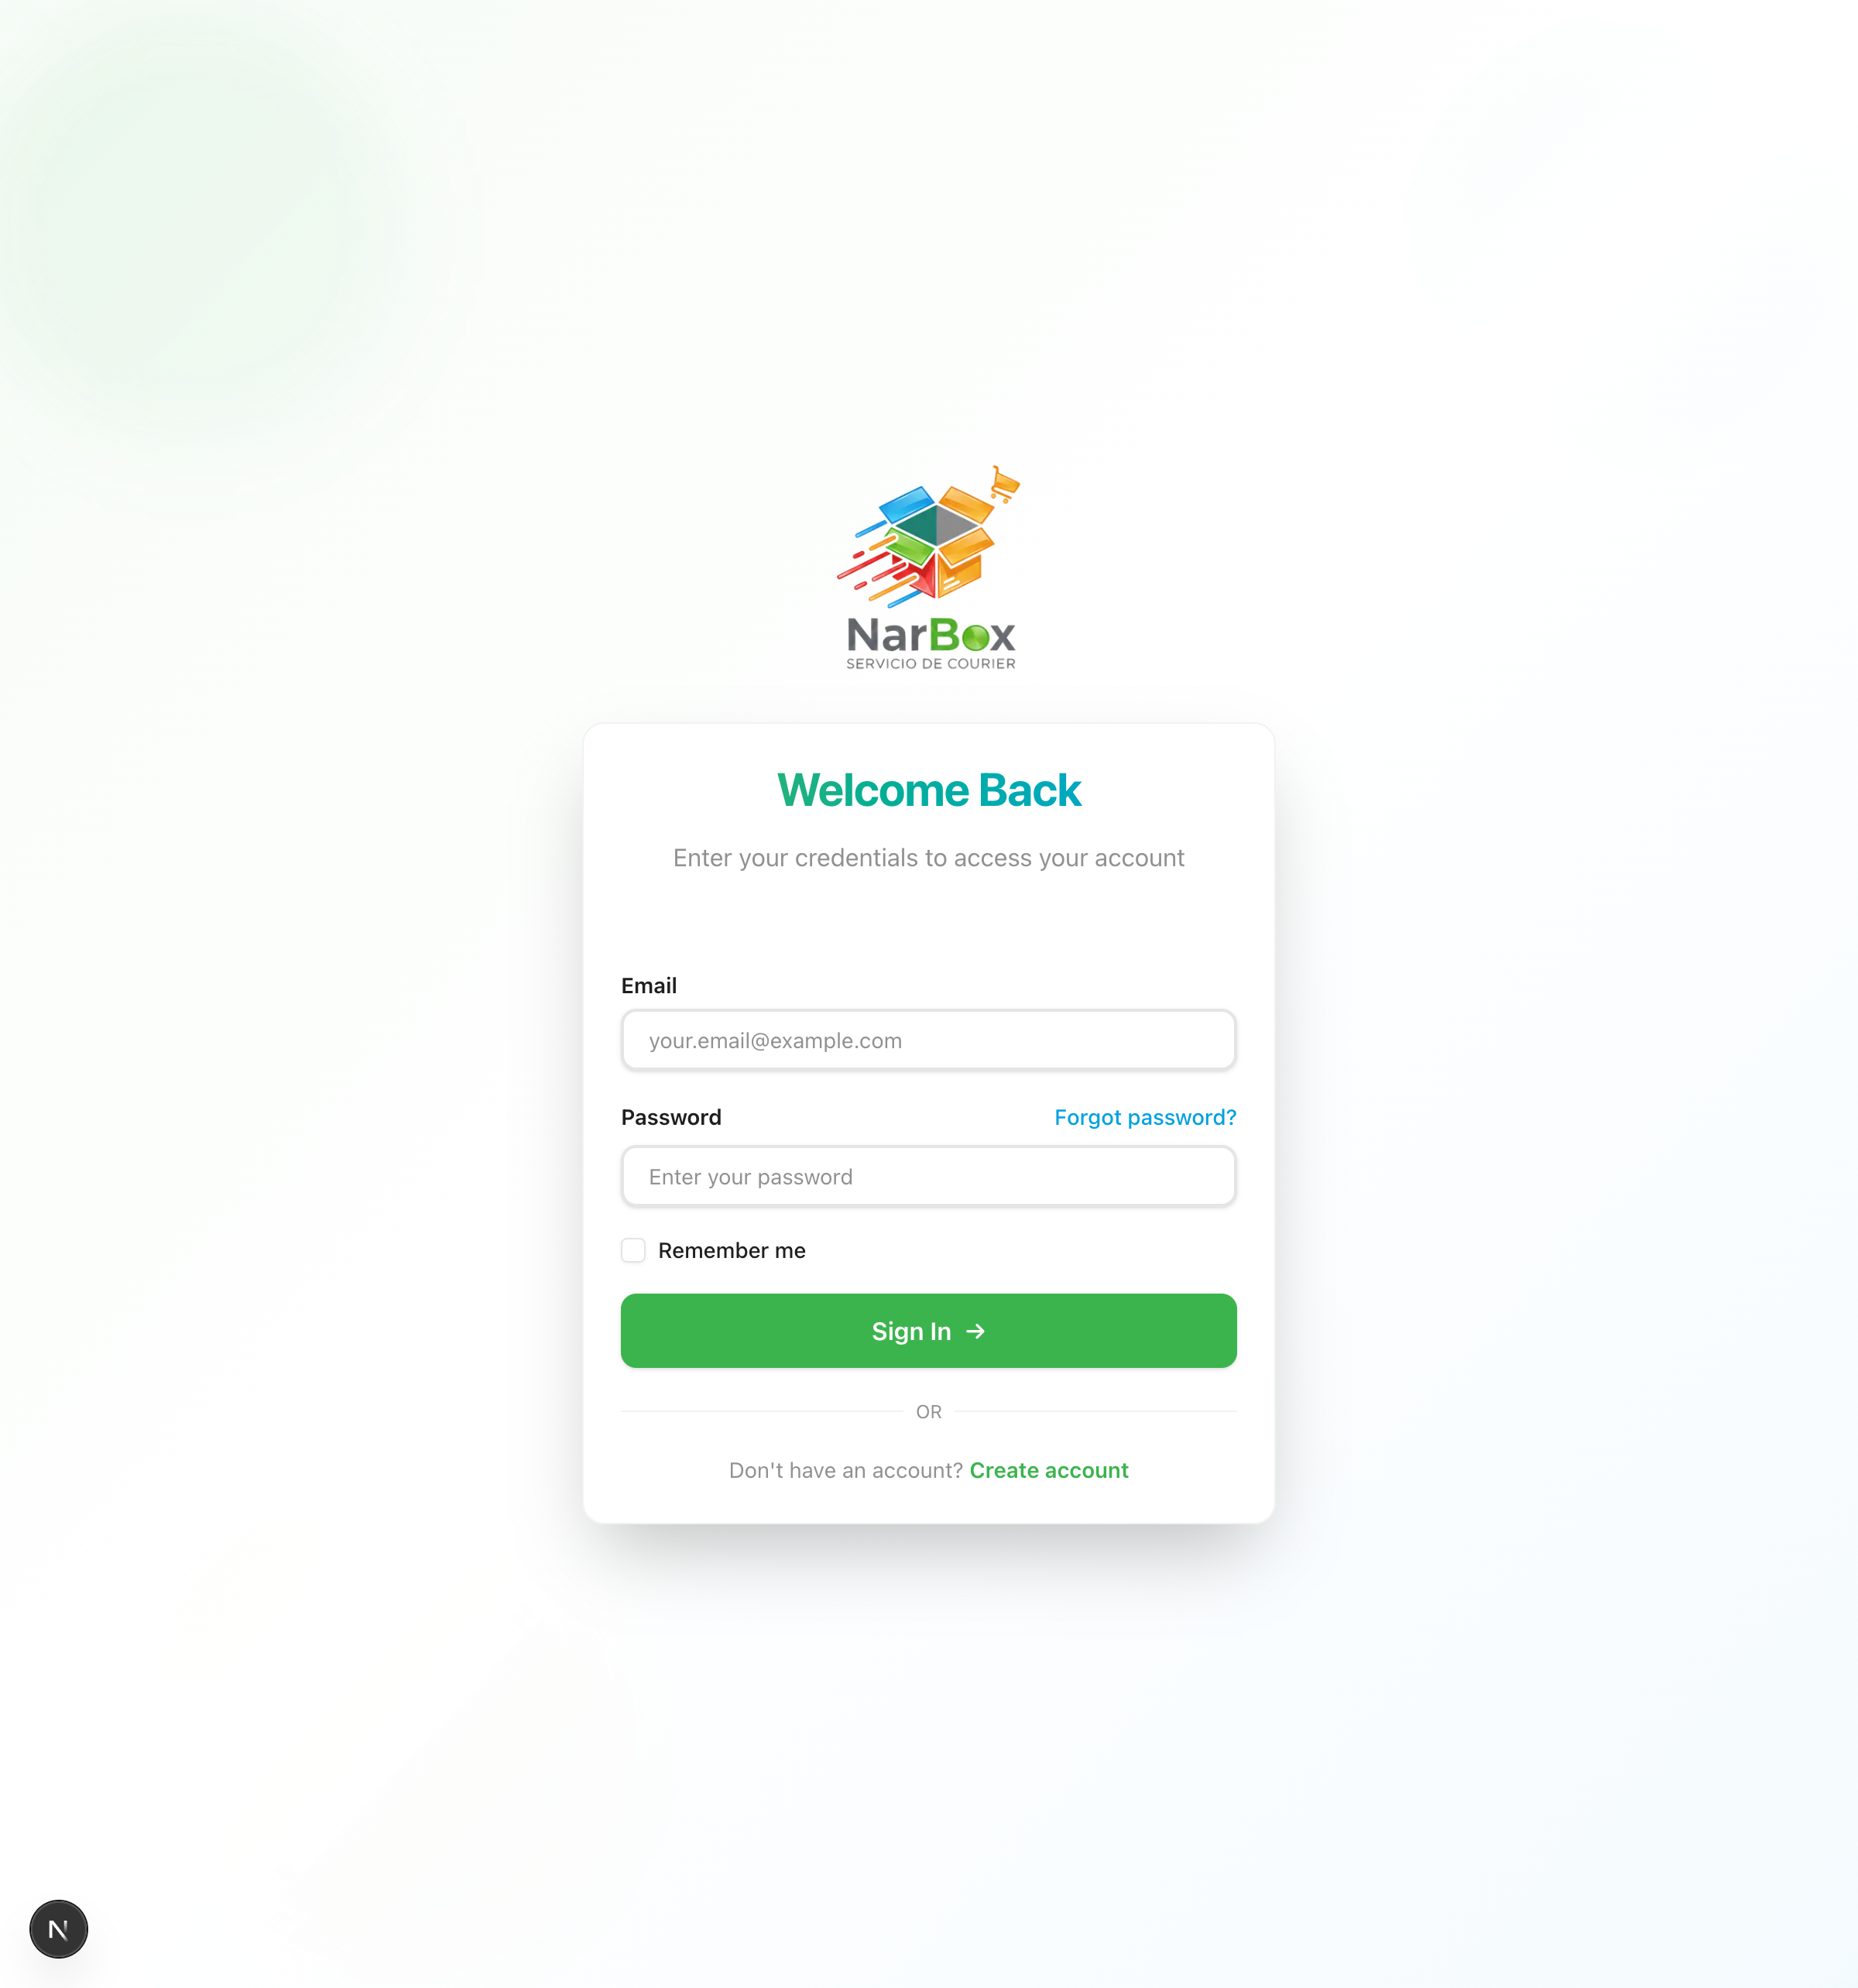 NarBox
SERVICIO DE COURIER
Welcome Back
Enter your credentials to access your account
Email
your.email@example.com
Password
Forgot password?
Enter your password
Remember me
Sign In →
OR
Don't have an account? Create account
N